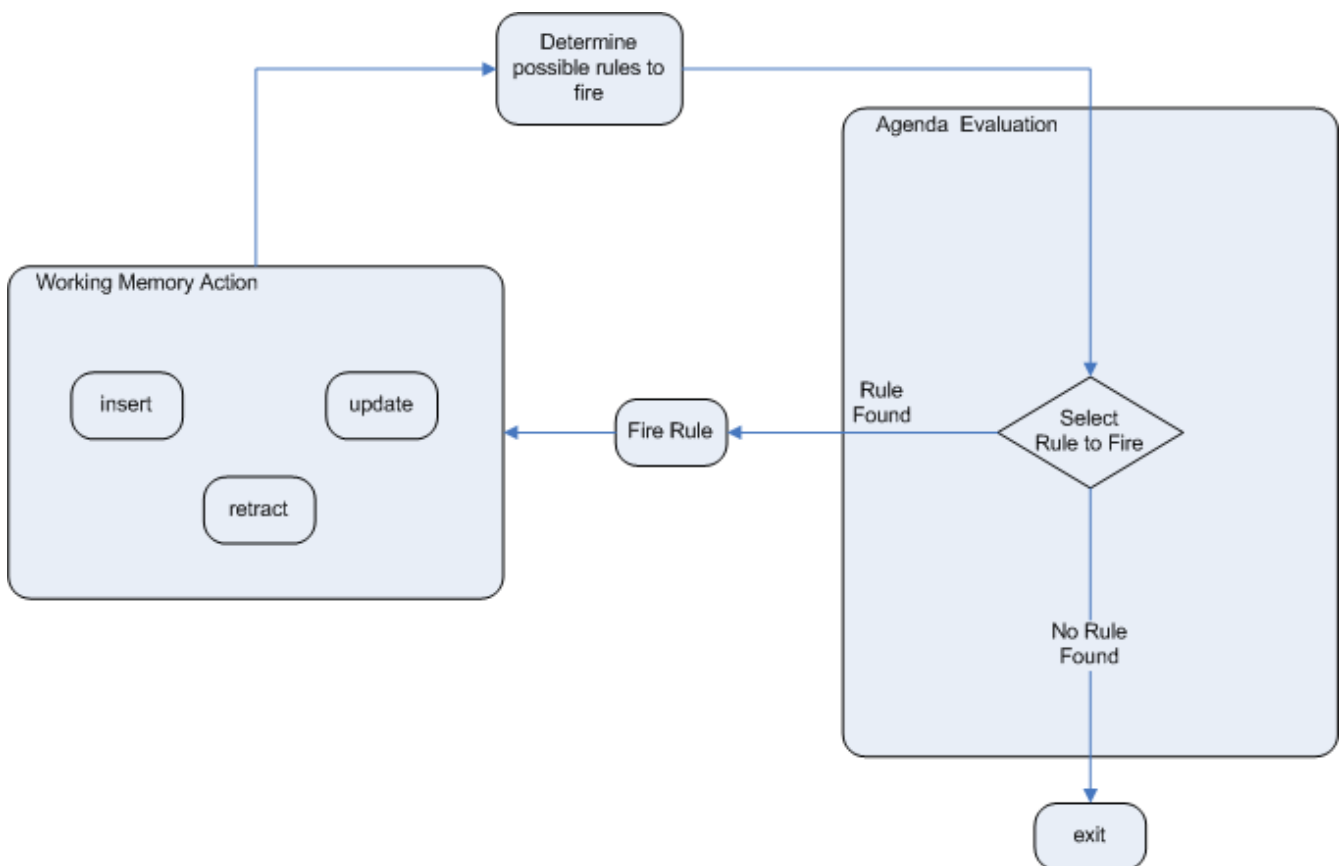 Determine
possible rules to
fire
Agenda Evaluation
Working Memory Action
insert
update
retract
Fire Rule
Rule
Found
Select
Rule to Fire
No Rule
Found
exit